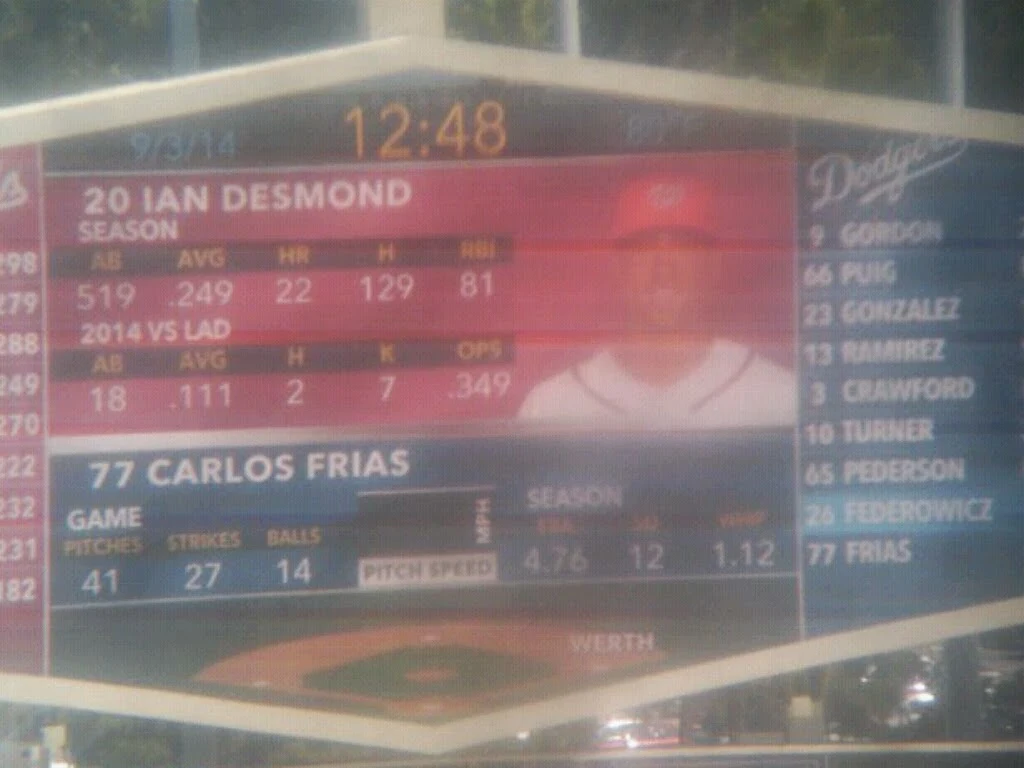 9/3/14 12:48
20 IAN DESMOND
SEASON
AB AVG HR H RBI
519 .249 22 129 81
2014 VS LAD
AB AVG H K OPS
18 .111 2 7 .349
77 CARLOS FRIAS
GAME
PITCHES STRIKES BALLS
41 27 14
MPH
PITCH SPEED
SEASON
ERA SO WHIP
4.76 12 1.12
WERTH
298
279
288
249
270
222
232
231
182
Dodgers
9 GORDON
66 PUIG
23 GONZALEZ
13 RAMIREZ
3 CRAWFORD
10 TURNER
65 PEDERSON
26 FEDEROWICZ
77 FRIAS